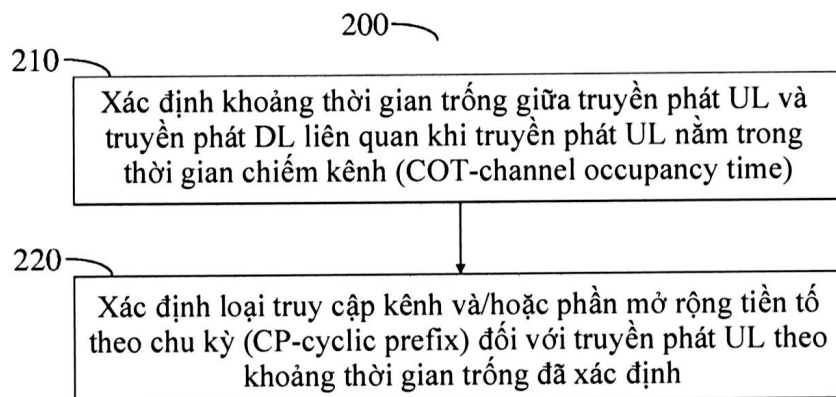 200
210
Xác định khoảng thời gian trống giữa truyền phát UL và
truyền phát DL liên quan khi truyền phát UL nằm trong
thời gian chiếm kênh (COT-channel occupancy time)
220
Xác định loại truy cập kênh và/hoặc phần mở rộng tiền tố
theo chu kỳ (CP-cyclic prefix) đối với truyền phát UL theo
khoảng thời gian trống đã xác định